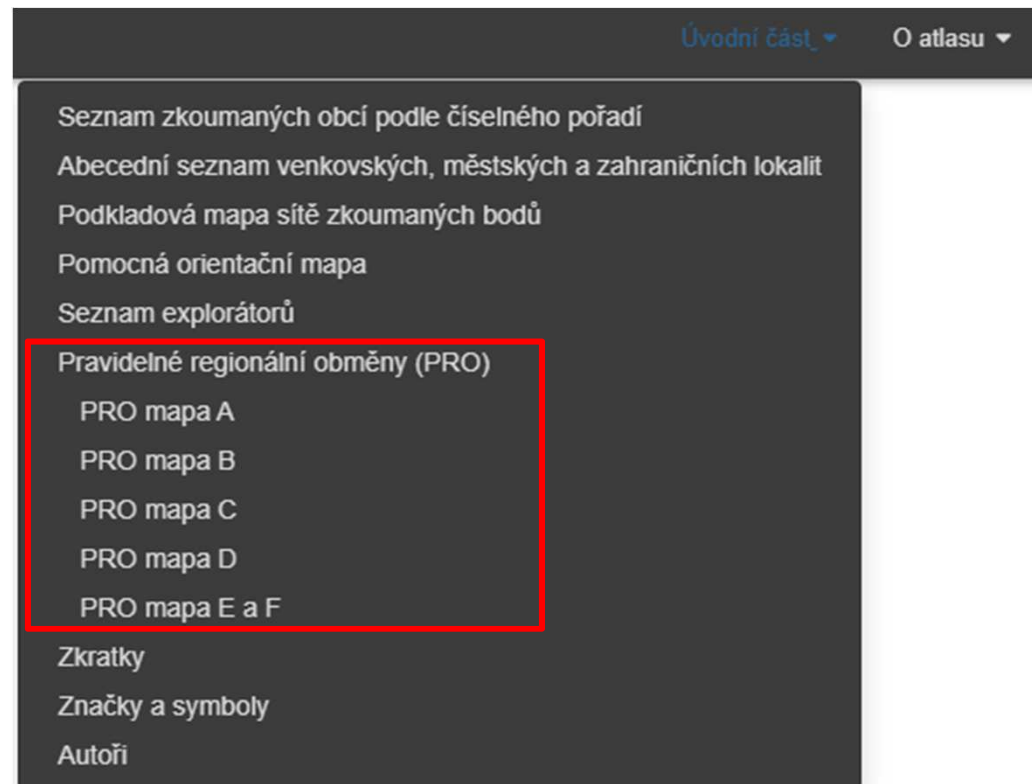 Úvodní část
O atlasu
Seznam zkoumaných obcí podle číselného pořadí
Abecední seznam venkovských, městských a zahraničních lokalit
Podkladová mapa sítě zkoumaných bodů
Pomocná orientační mapa
Seznam explorátorů
Pravidelné regionální obměny (PRO)
PRO mapa A
PRO mapa B
PRO mapa C
PRO mapa D
PRO mapa E a F
Zkratky
Značky a symboly
Autoři